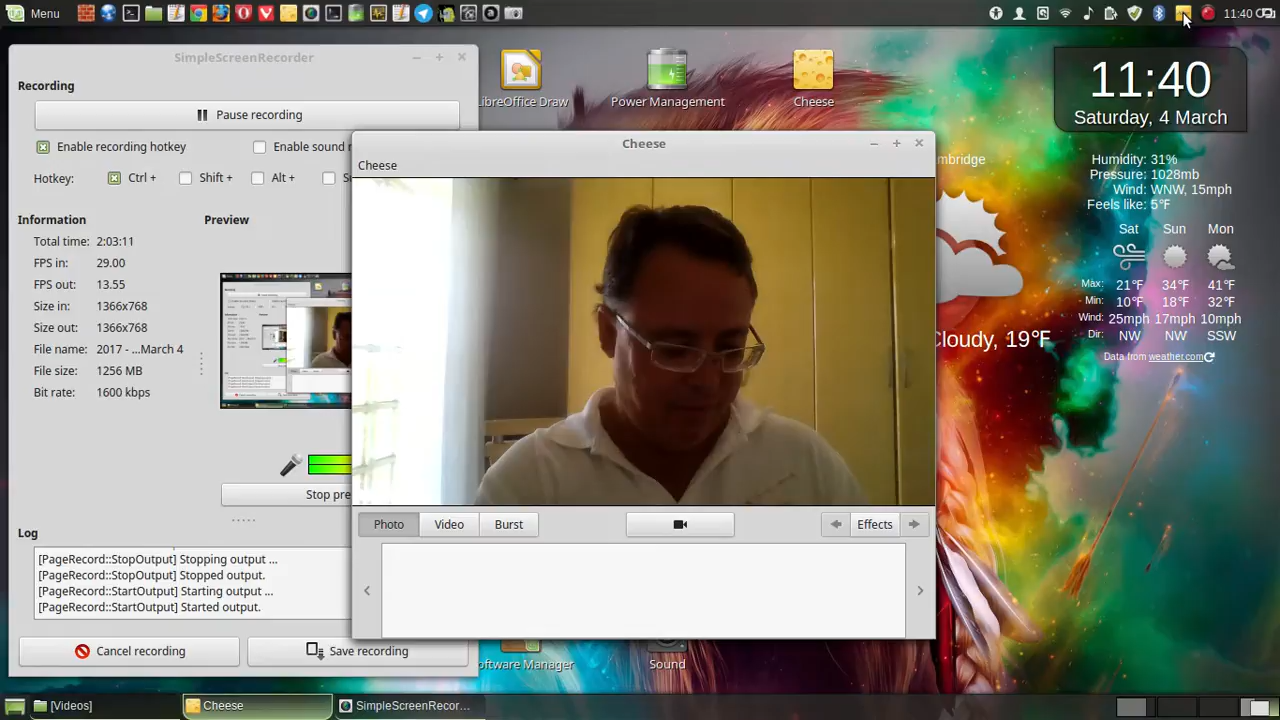 Menu
11:40
SimpleScreenRecorder
Recording
Pause recording
Enable recording hotkey
Enable sound
Hotkey:
Ctrl +
Shift +
Alt +
Information
Preview
Total time: 2:03:11
FPS in: 29.00
FPS out: 13.55
Size in: 1366x768
Size out: 1366x768
File name: 2017 - ...March 4
File size: 1256 MB
Bit rate: 1600 kbps
Stop pre
Log
[PageRecord::StopOutput] Stopping output ...
[PageRecord::StopOutput] Stopped output.
[PageRecord::StartOutput] Starting output ...
[PageRecord::StartOutput] Started output.
Cancel recording
Save recording
LibreOffice Draw
Power Management
Cheese
Cheese
Cheese
Photo
Video
Burst
Effects
oftware Manager
Sound
11:40
Saturday, 4 March
mbridge
Humidity: 31%
Pressure: 1028mb
Wind: WNW, 15mph
Feels like: 5°F
Sat Sun Mon
Max: 21°F 34°F 41°F
Min: 10°F 18°F 32°F
Wind: 25mph 17mph 10mph
Dir: NW NW SSW
Cloudy, 19°F
Data from weather.com
[Videos]
Cheese
SimpleScreenRecor...